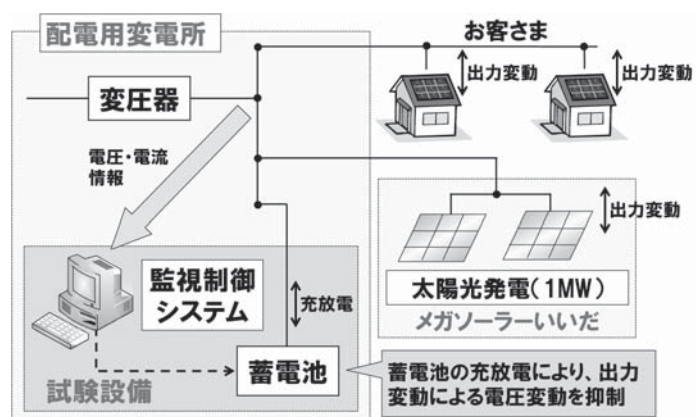 配電用変電所
お客さま
出力変動
出力変動
変圧器
電圧・電流
情報
出力変動
監視制御
システム
充放電
太陽光発電(1MW)
メガソーラーいいだ
蓄電池
試験設備
蓄電池の充放電により、出力
変動による電圧変動を抑制